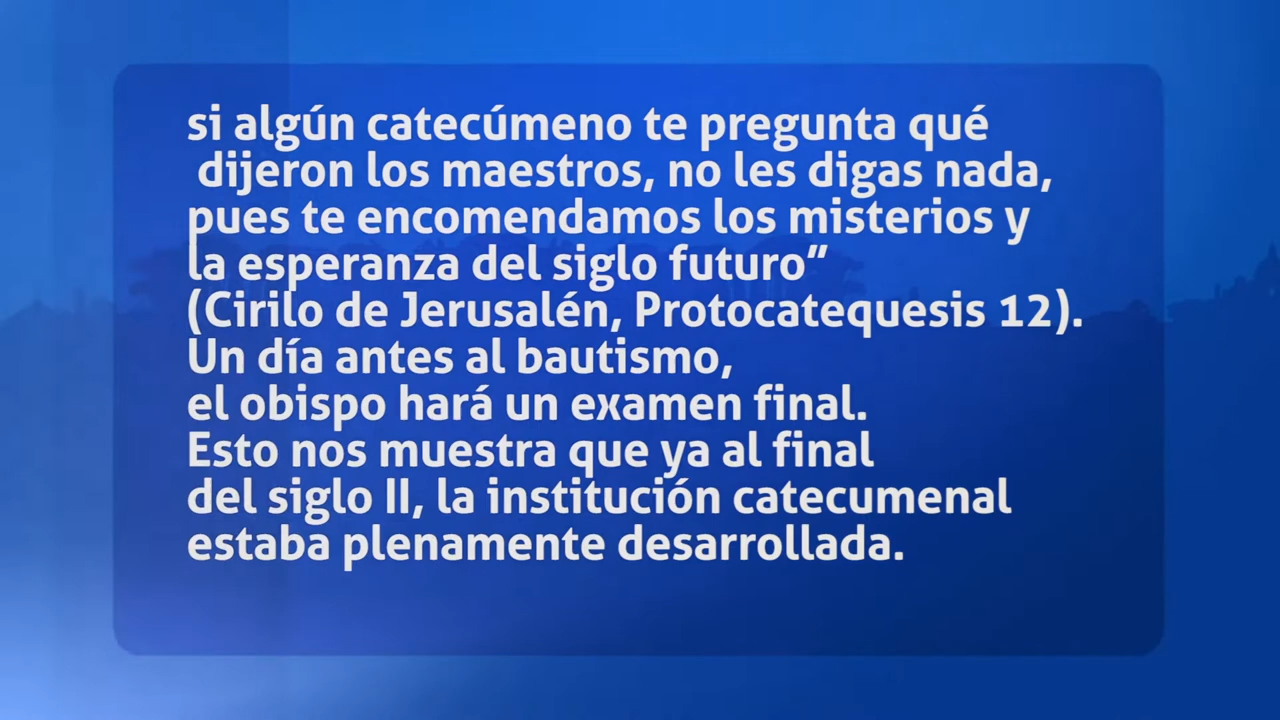 si algún catecúmeno te pregunta qué
dijeron los maestros, no les digas nada,
pues te encomendamos los misterios y
la esperanza del siglo futuro”
(Cirilo de Jerusalén, Protocatequesis 12).
Un día antes al bautismo,
el obispo hará un examen final.
Esto nos muestra que ya al final
del siglo II, la institución catecumenal
estaba plenamente desarrollada.